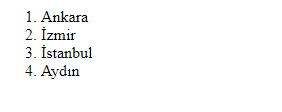 1. Ankara
2. İzmir
3. İstanbul
4. Aydın